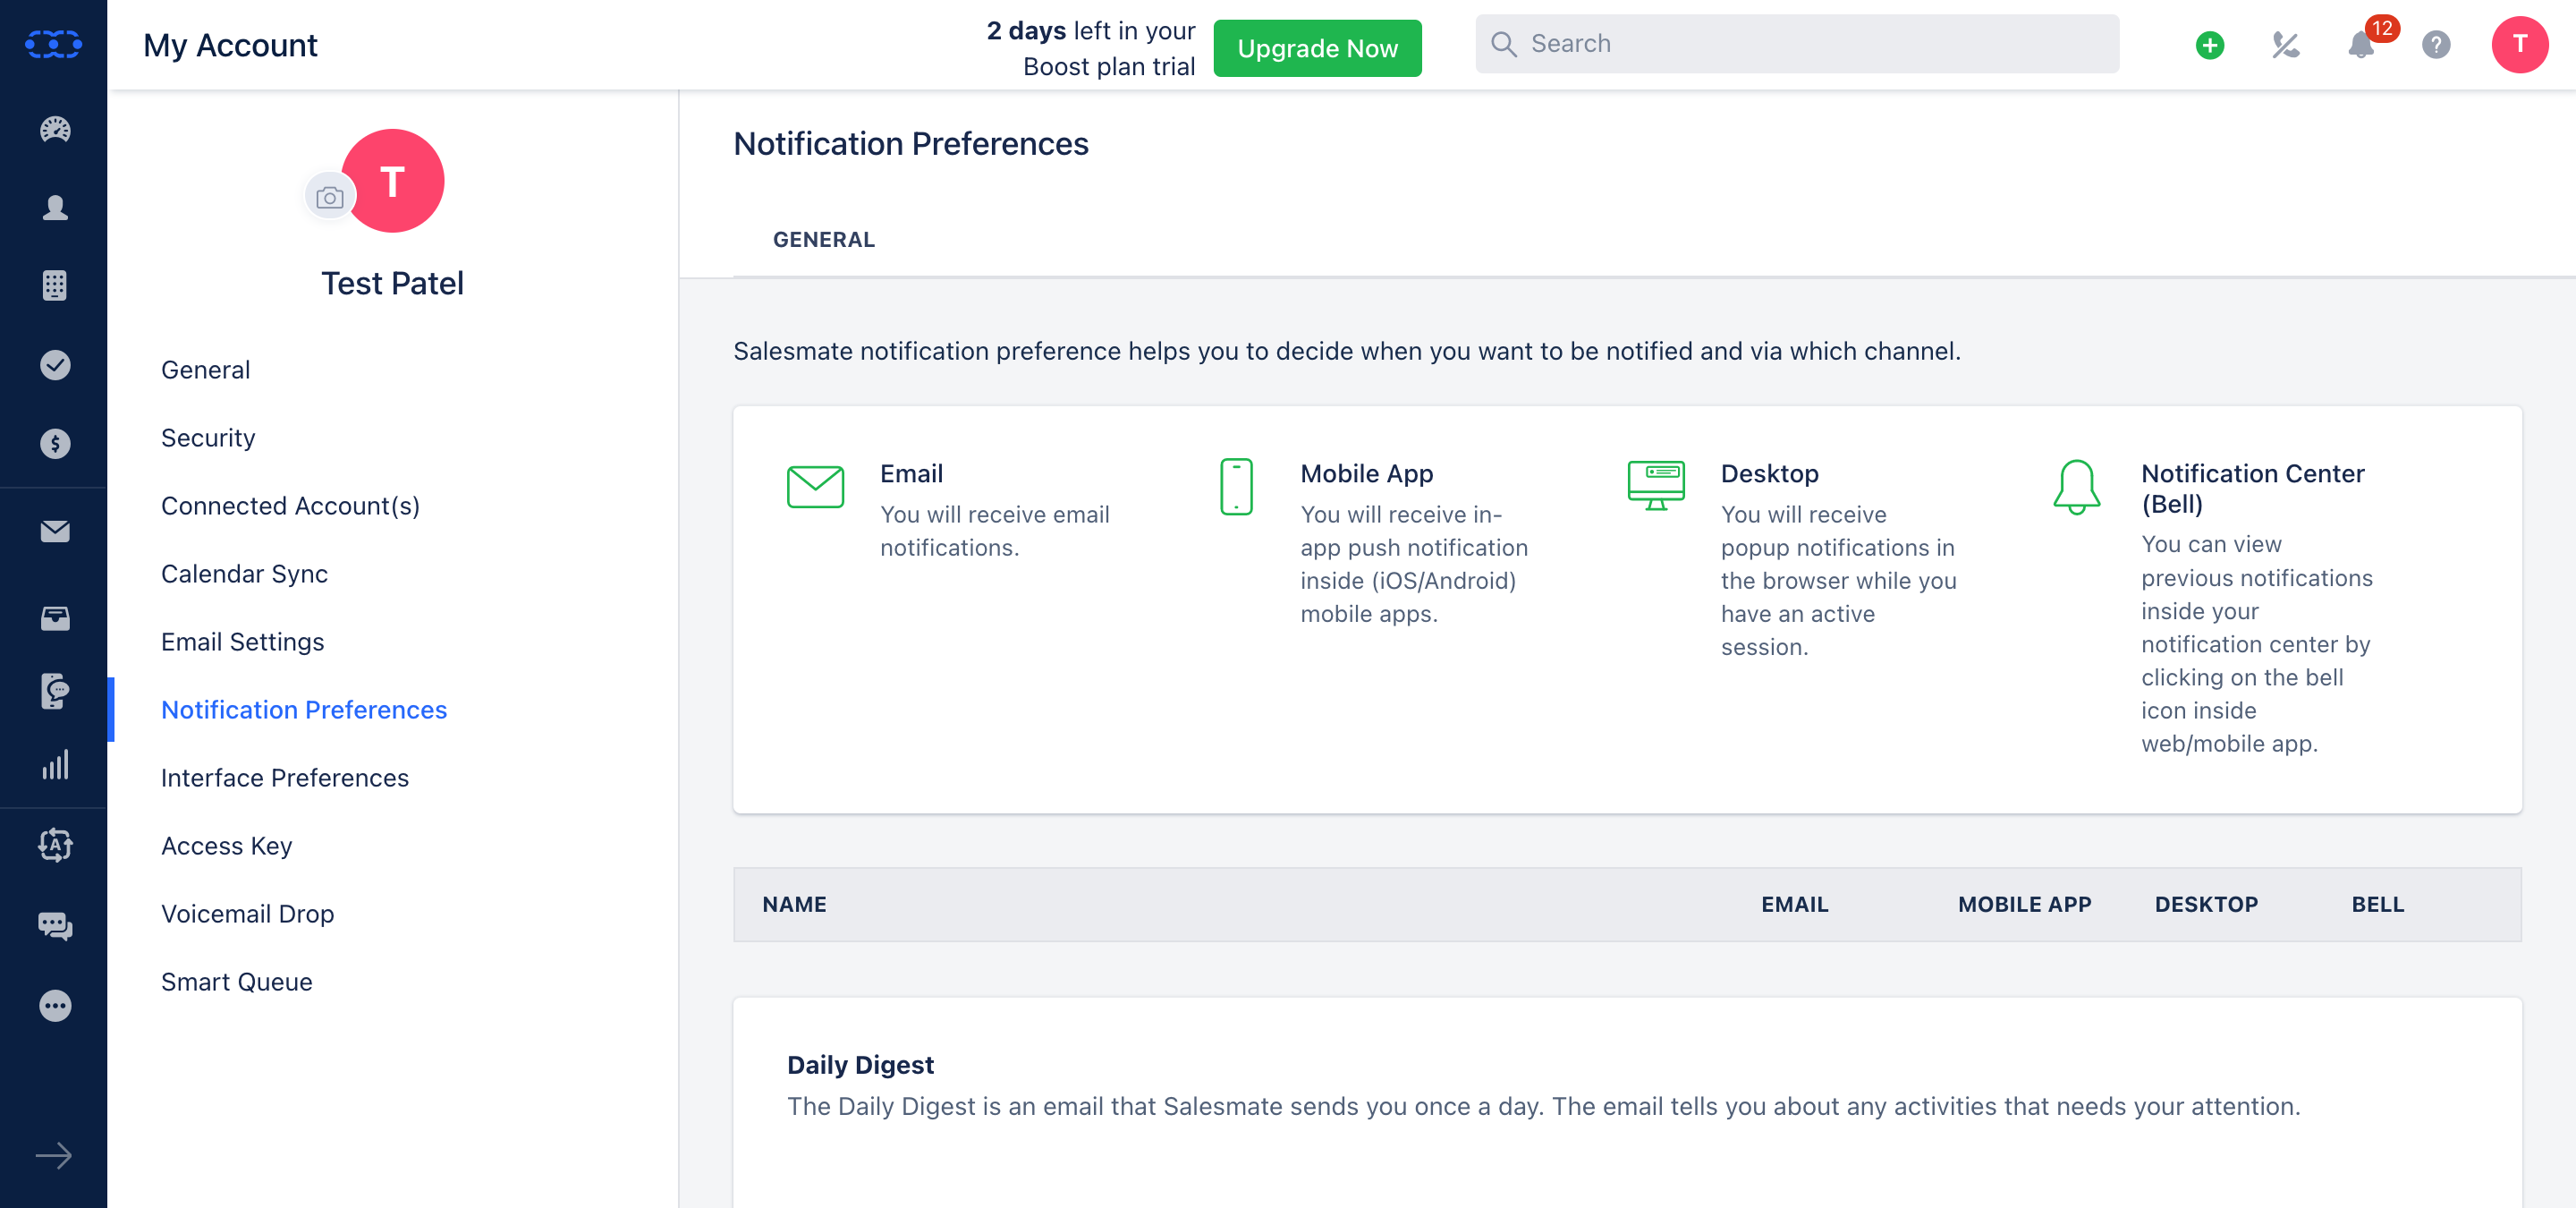 My Account
2 days left in your
Boost plan trial
Upgrade Now
Search
12
?
T
T
Test Patel
General
Security
Connected Account(s)
Calendar Sync
Email Settings
Notification Preferences
Interface Preferences
Access Key
Voicemail Drop
Smart Queue
Notification Preferences
GENERAL
Salesmate notification preference helps you to decide when you want to be notified and via which channel.
Email
You will receive email
notifications.
Mobile App
You will receive in-
app push notification
inside (iOS/Android)
mobile apps.
Desktop
You will receive
popup notifications in
the browser while you
have an active
session.
Notification Center
(Bell)
You can view
previous notifications
inside your
notification center by
clicking on the bell
icon inside
web/mobile app.
NAME EMAIL MOBILE APP DESKTOP BELL
Daily Digest
The Daily Digest is an email that Salesmate sends you once a day. The email tells you about any activities that needs your attention.